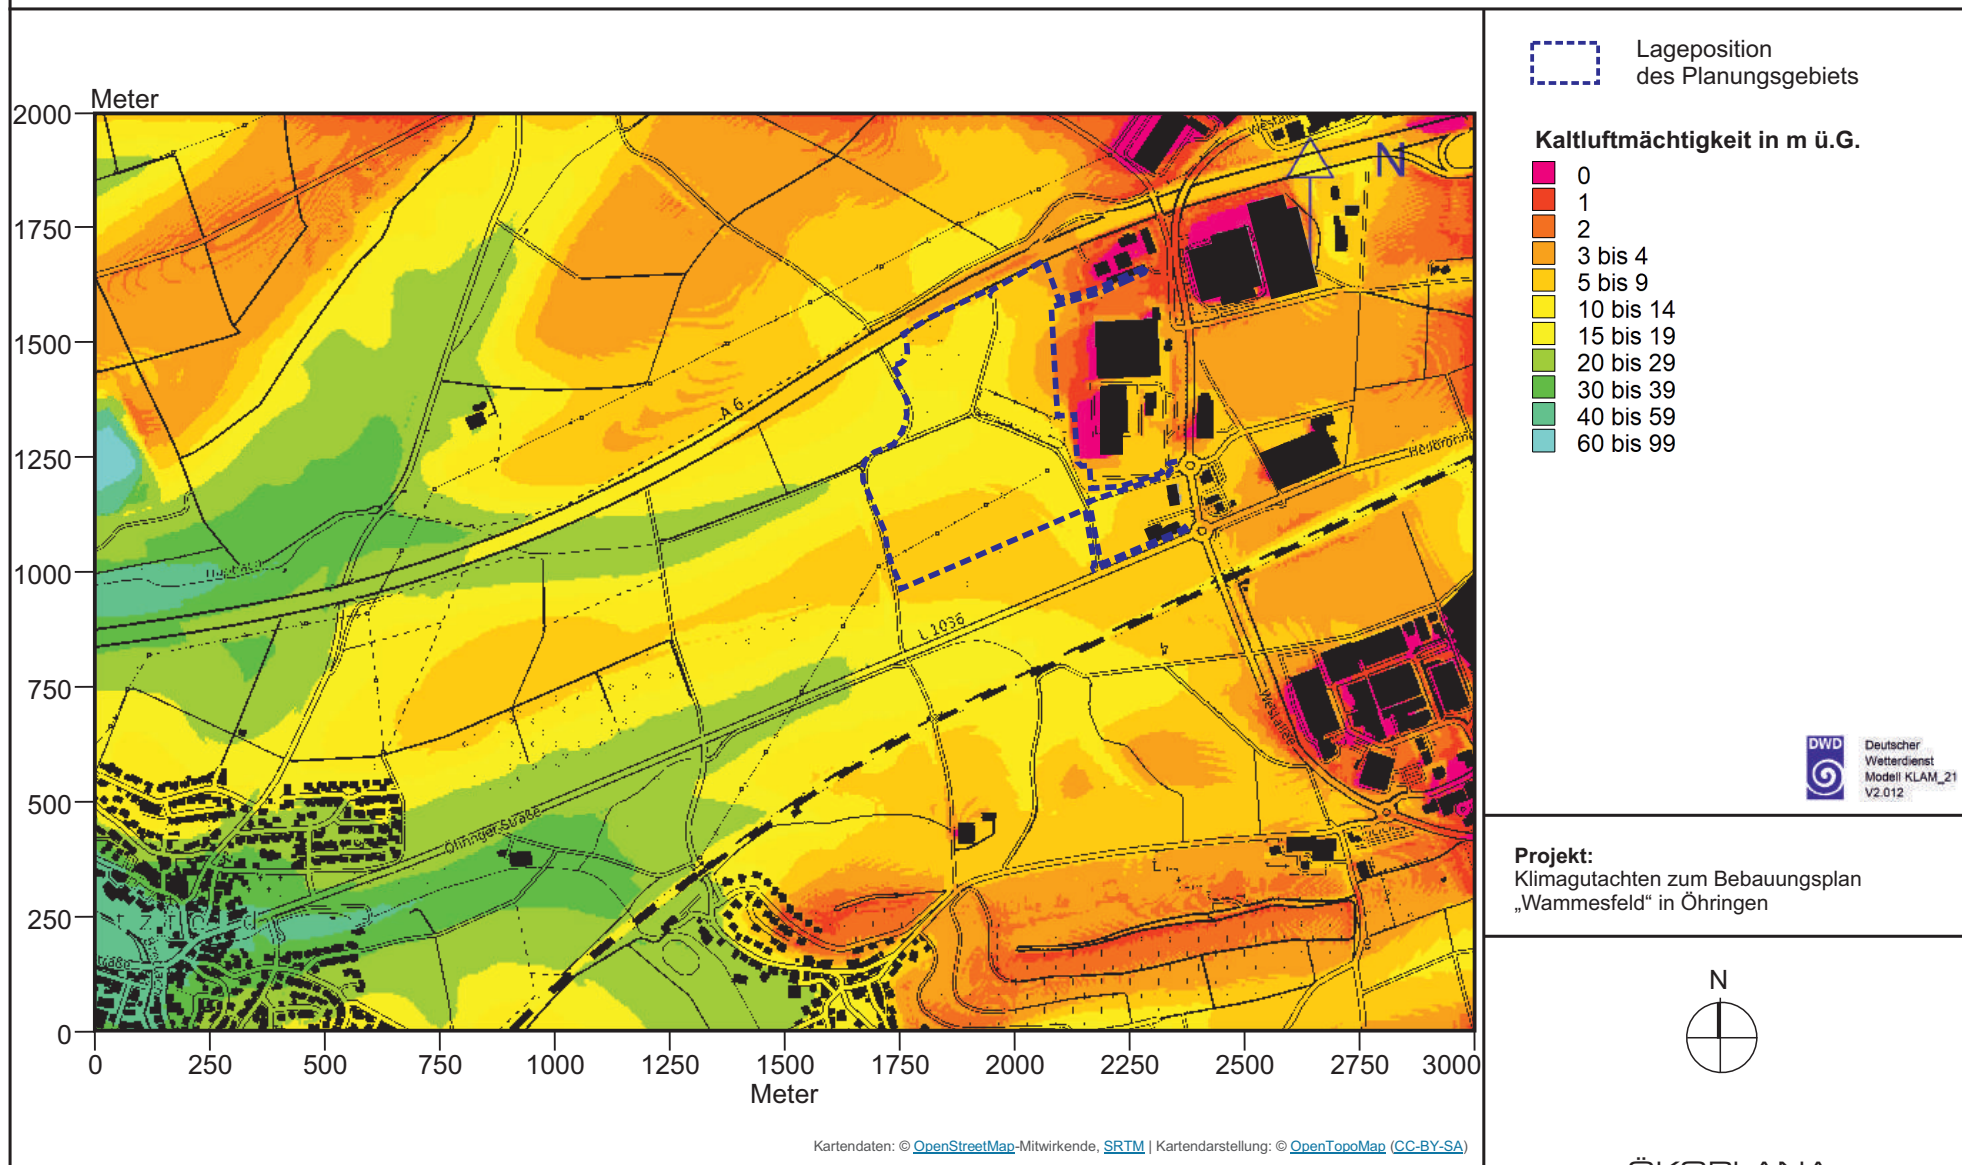 Meter
2000
1750
1500
1250
1000
750
500
250
0
0 250 500 750 1000 1250 1500 1750 2000 2250 2500 2750 3000
Meter
A 6
L 1036
Öhringer Straße
Westallee
N
Kartendaten: © OpenStreetMap-Mitwirkende, SRTM | Kartendarstellung: © OpenTopoMap (CC-BY-SA)
Lageposition
des Planungsgebiets
Kaltluftmächtigkeit in m ü.G.
0
1
2
3 bis 4
5 bis 9
10 bis 14
15 bis 19
20 bis 29
30 bis 39
40 bis 59
60 bis 99
DWD
Deutscher
Wetterdienst
Modell KLAM_21
V2.012
Projekt:
Klimagutachten zum Bebauungsplan
„Wammesfeld“ in Öhringen
N
ÖKOPLANA